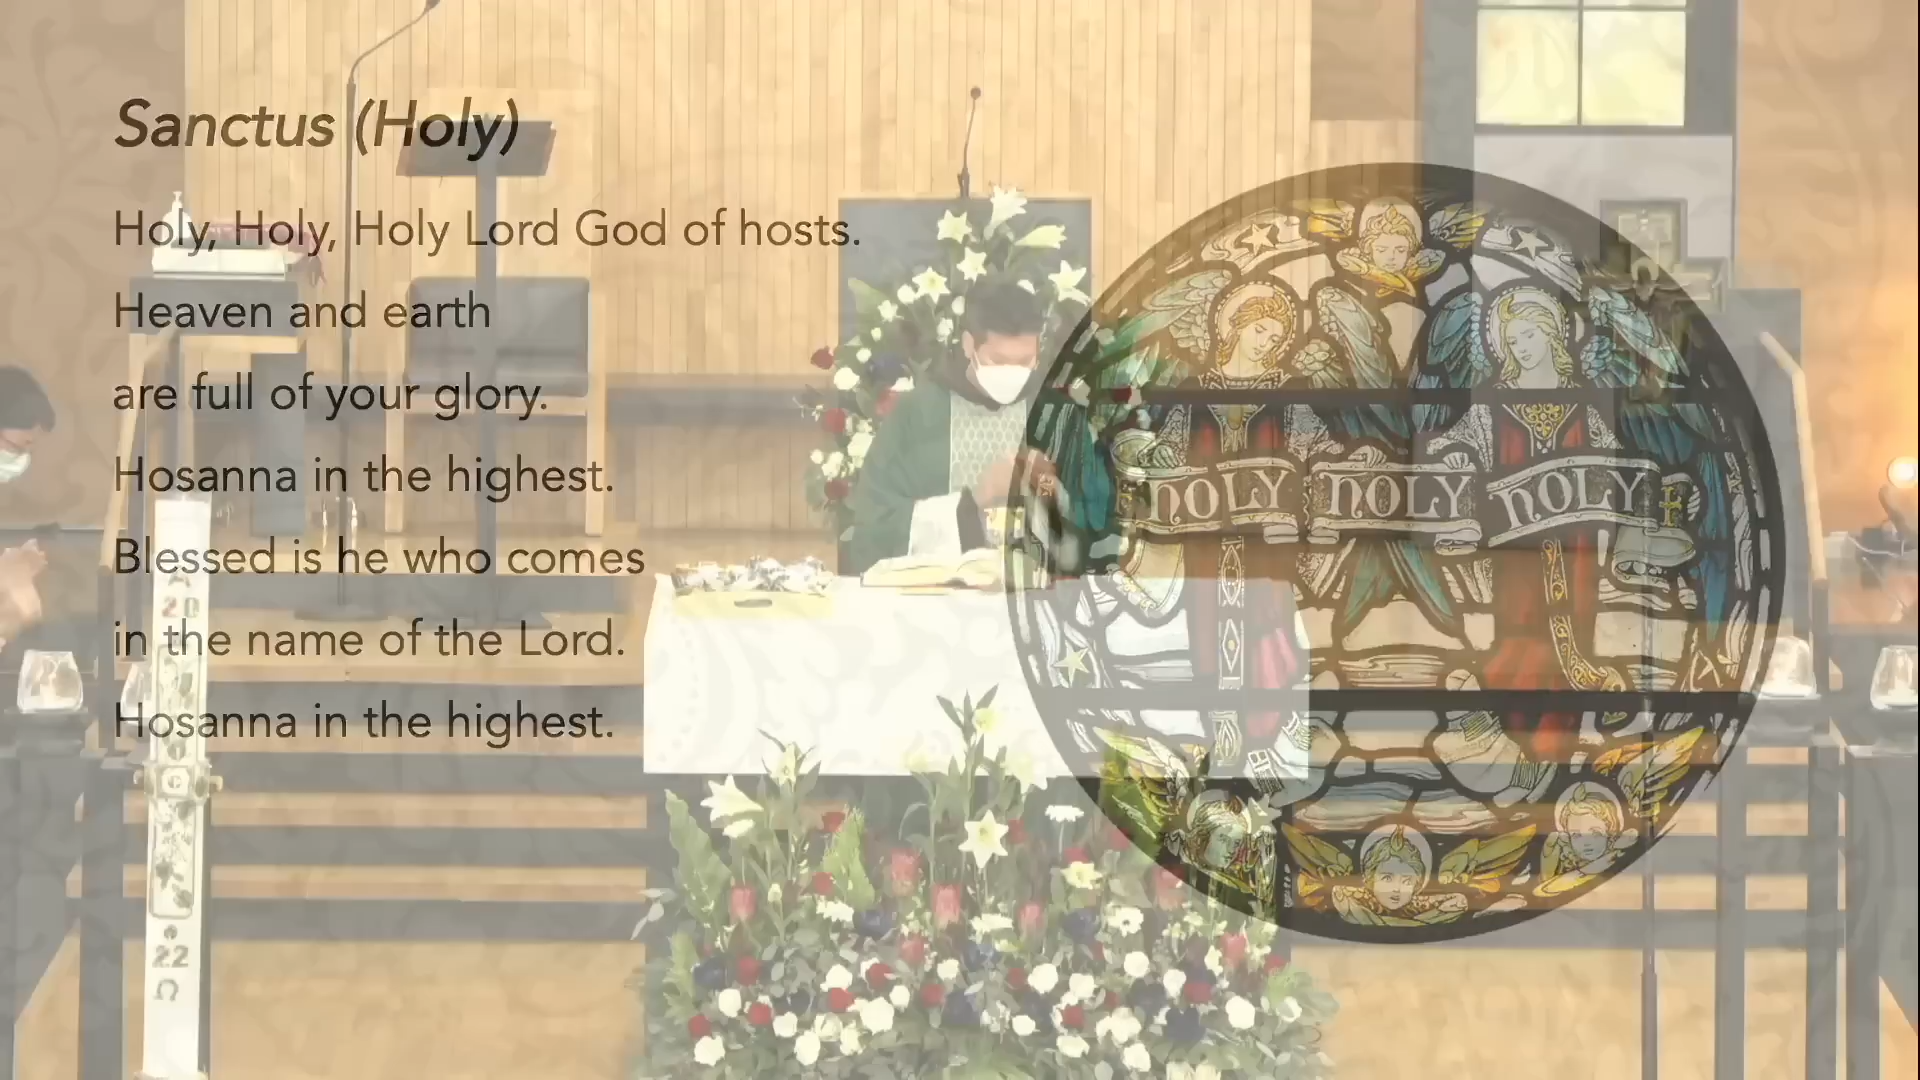 Sanctus (Holy)
Holy, Holy, Holy Lord God of hosts.
Heaven and earth
are full of your glory.
Hosanna in the highest.
Blessed is he who comes
in the name of the Lord.
Hosanna in the highest.
HOLY HOLY HOLY
20
22
Ω